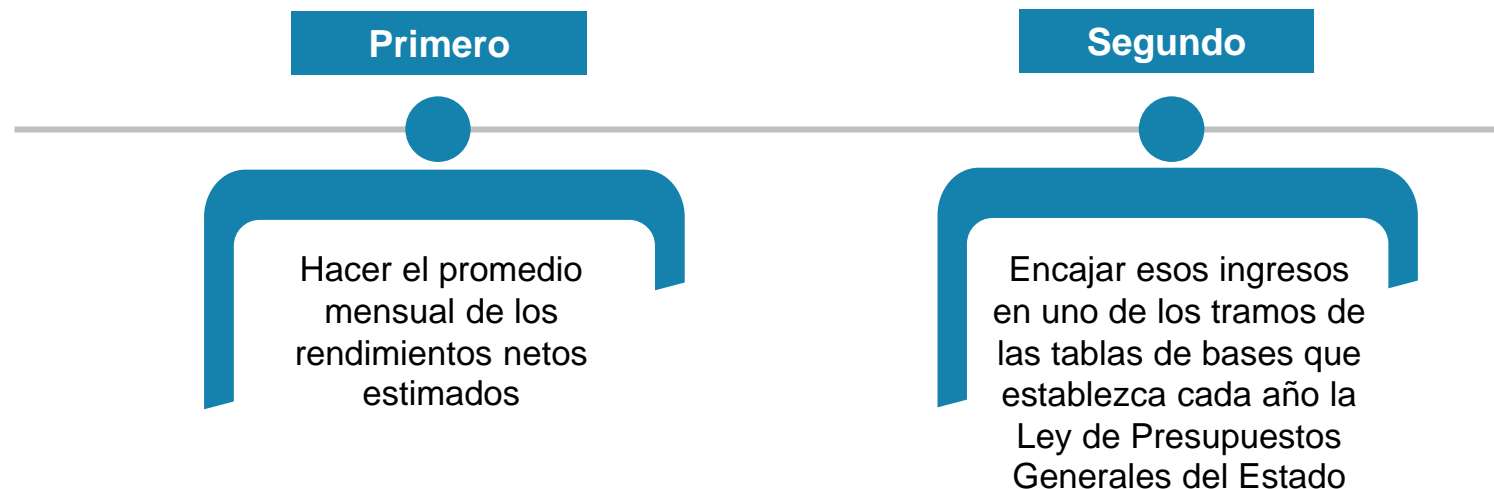 Primero
Hacer el promedio
mensual de los
rendimientos netos
estimados
Segundo
Encajar esos ingresos
en uno de los tramos de
las tablas de bases que
establezca cada año la
Ley de Presupuestos
Generales del Estado